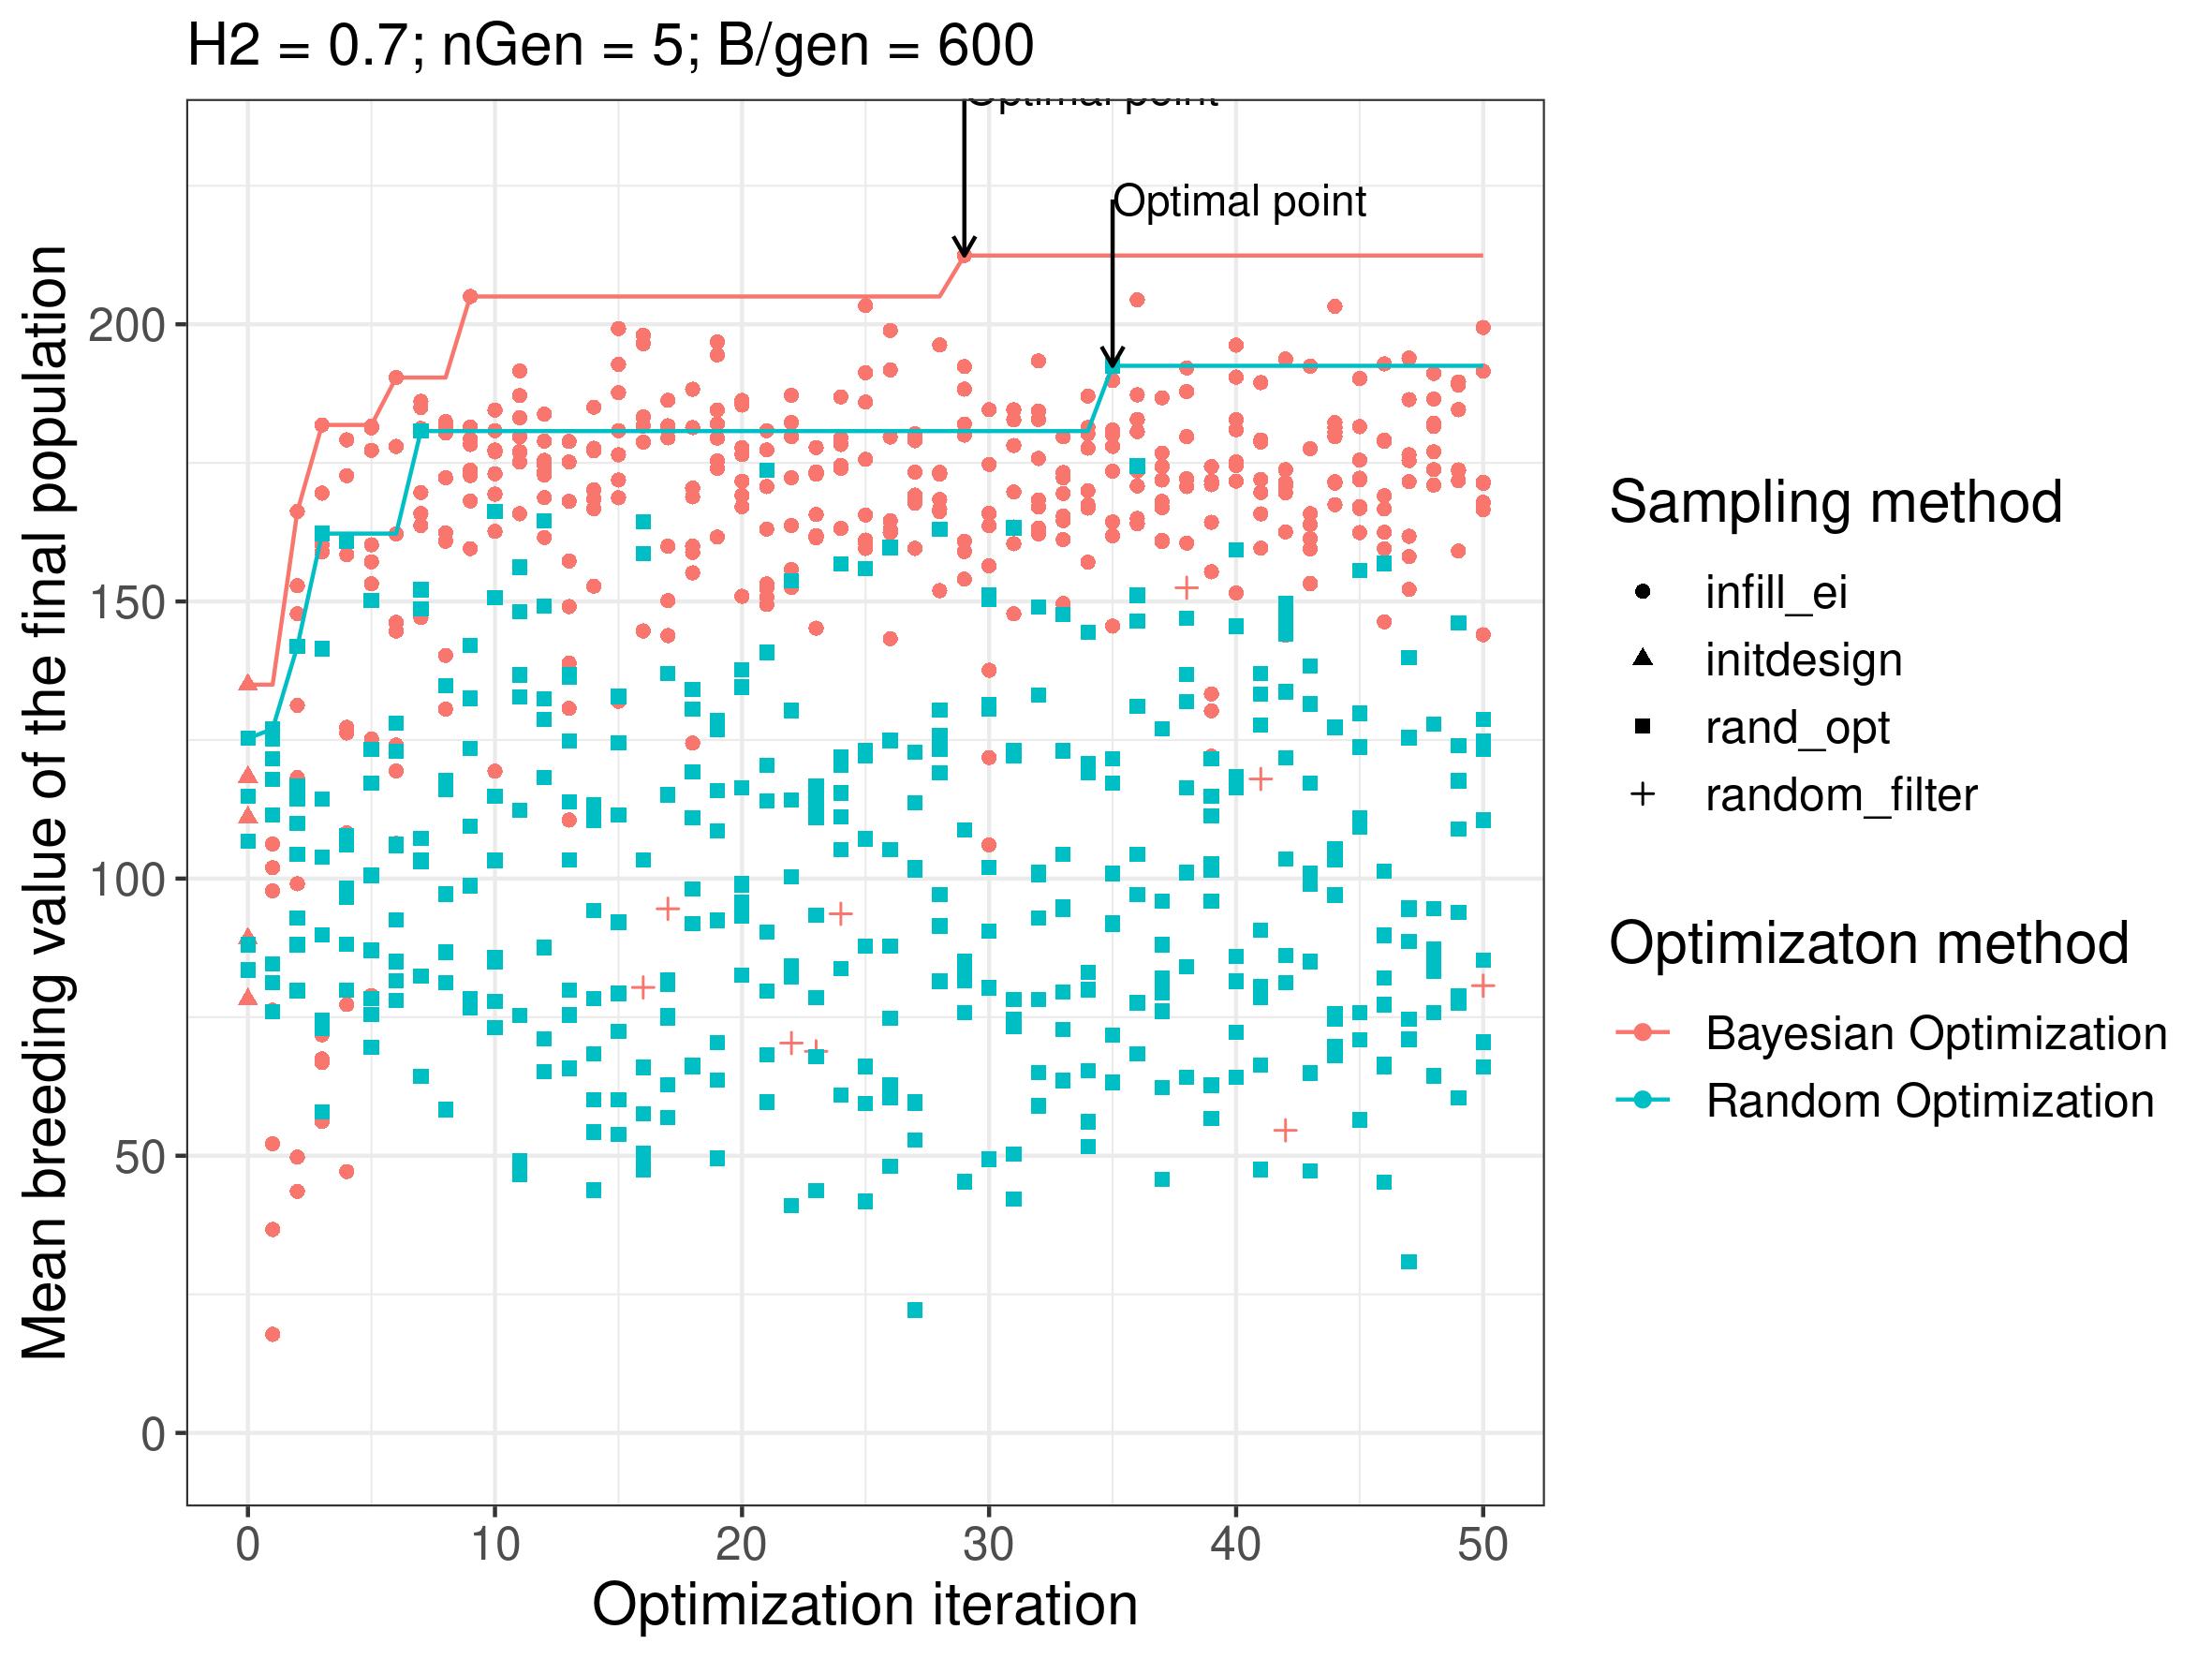 H2 = 0.7; nGen = 5; B/gen = 600
Optimal point
Optimal point
Mean breeding value of the final population
200
150
100
50
0
0 10 20 30 40 50
Optimization iteration
Sampling method
infill_ei
initdesign
rand_opt
random_filter
Optimizaton method
Bayesian Optimization
Random Optimization